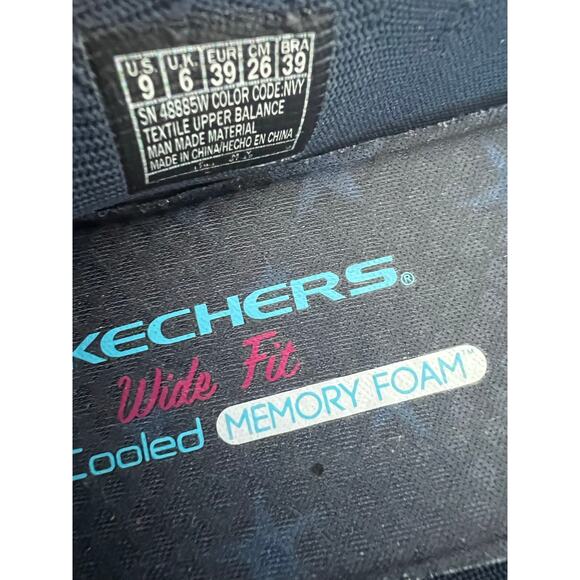 U.S. U.K. EUR CM BRA
9 6 39 26 39
SN 48885W COLOR CODE:NVY
TEXTILE UPPER BALANCE
MAN MADE MATERIAL
MADE IN CHINA/HECHO EN CHINA
KECHERS®
Wide Fit
Cooled MEMORY FOAM™